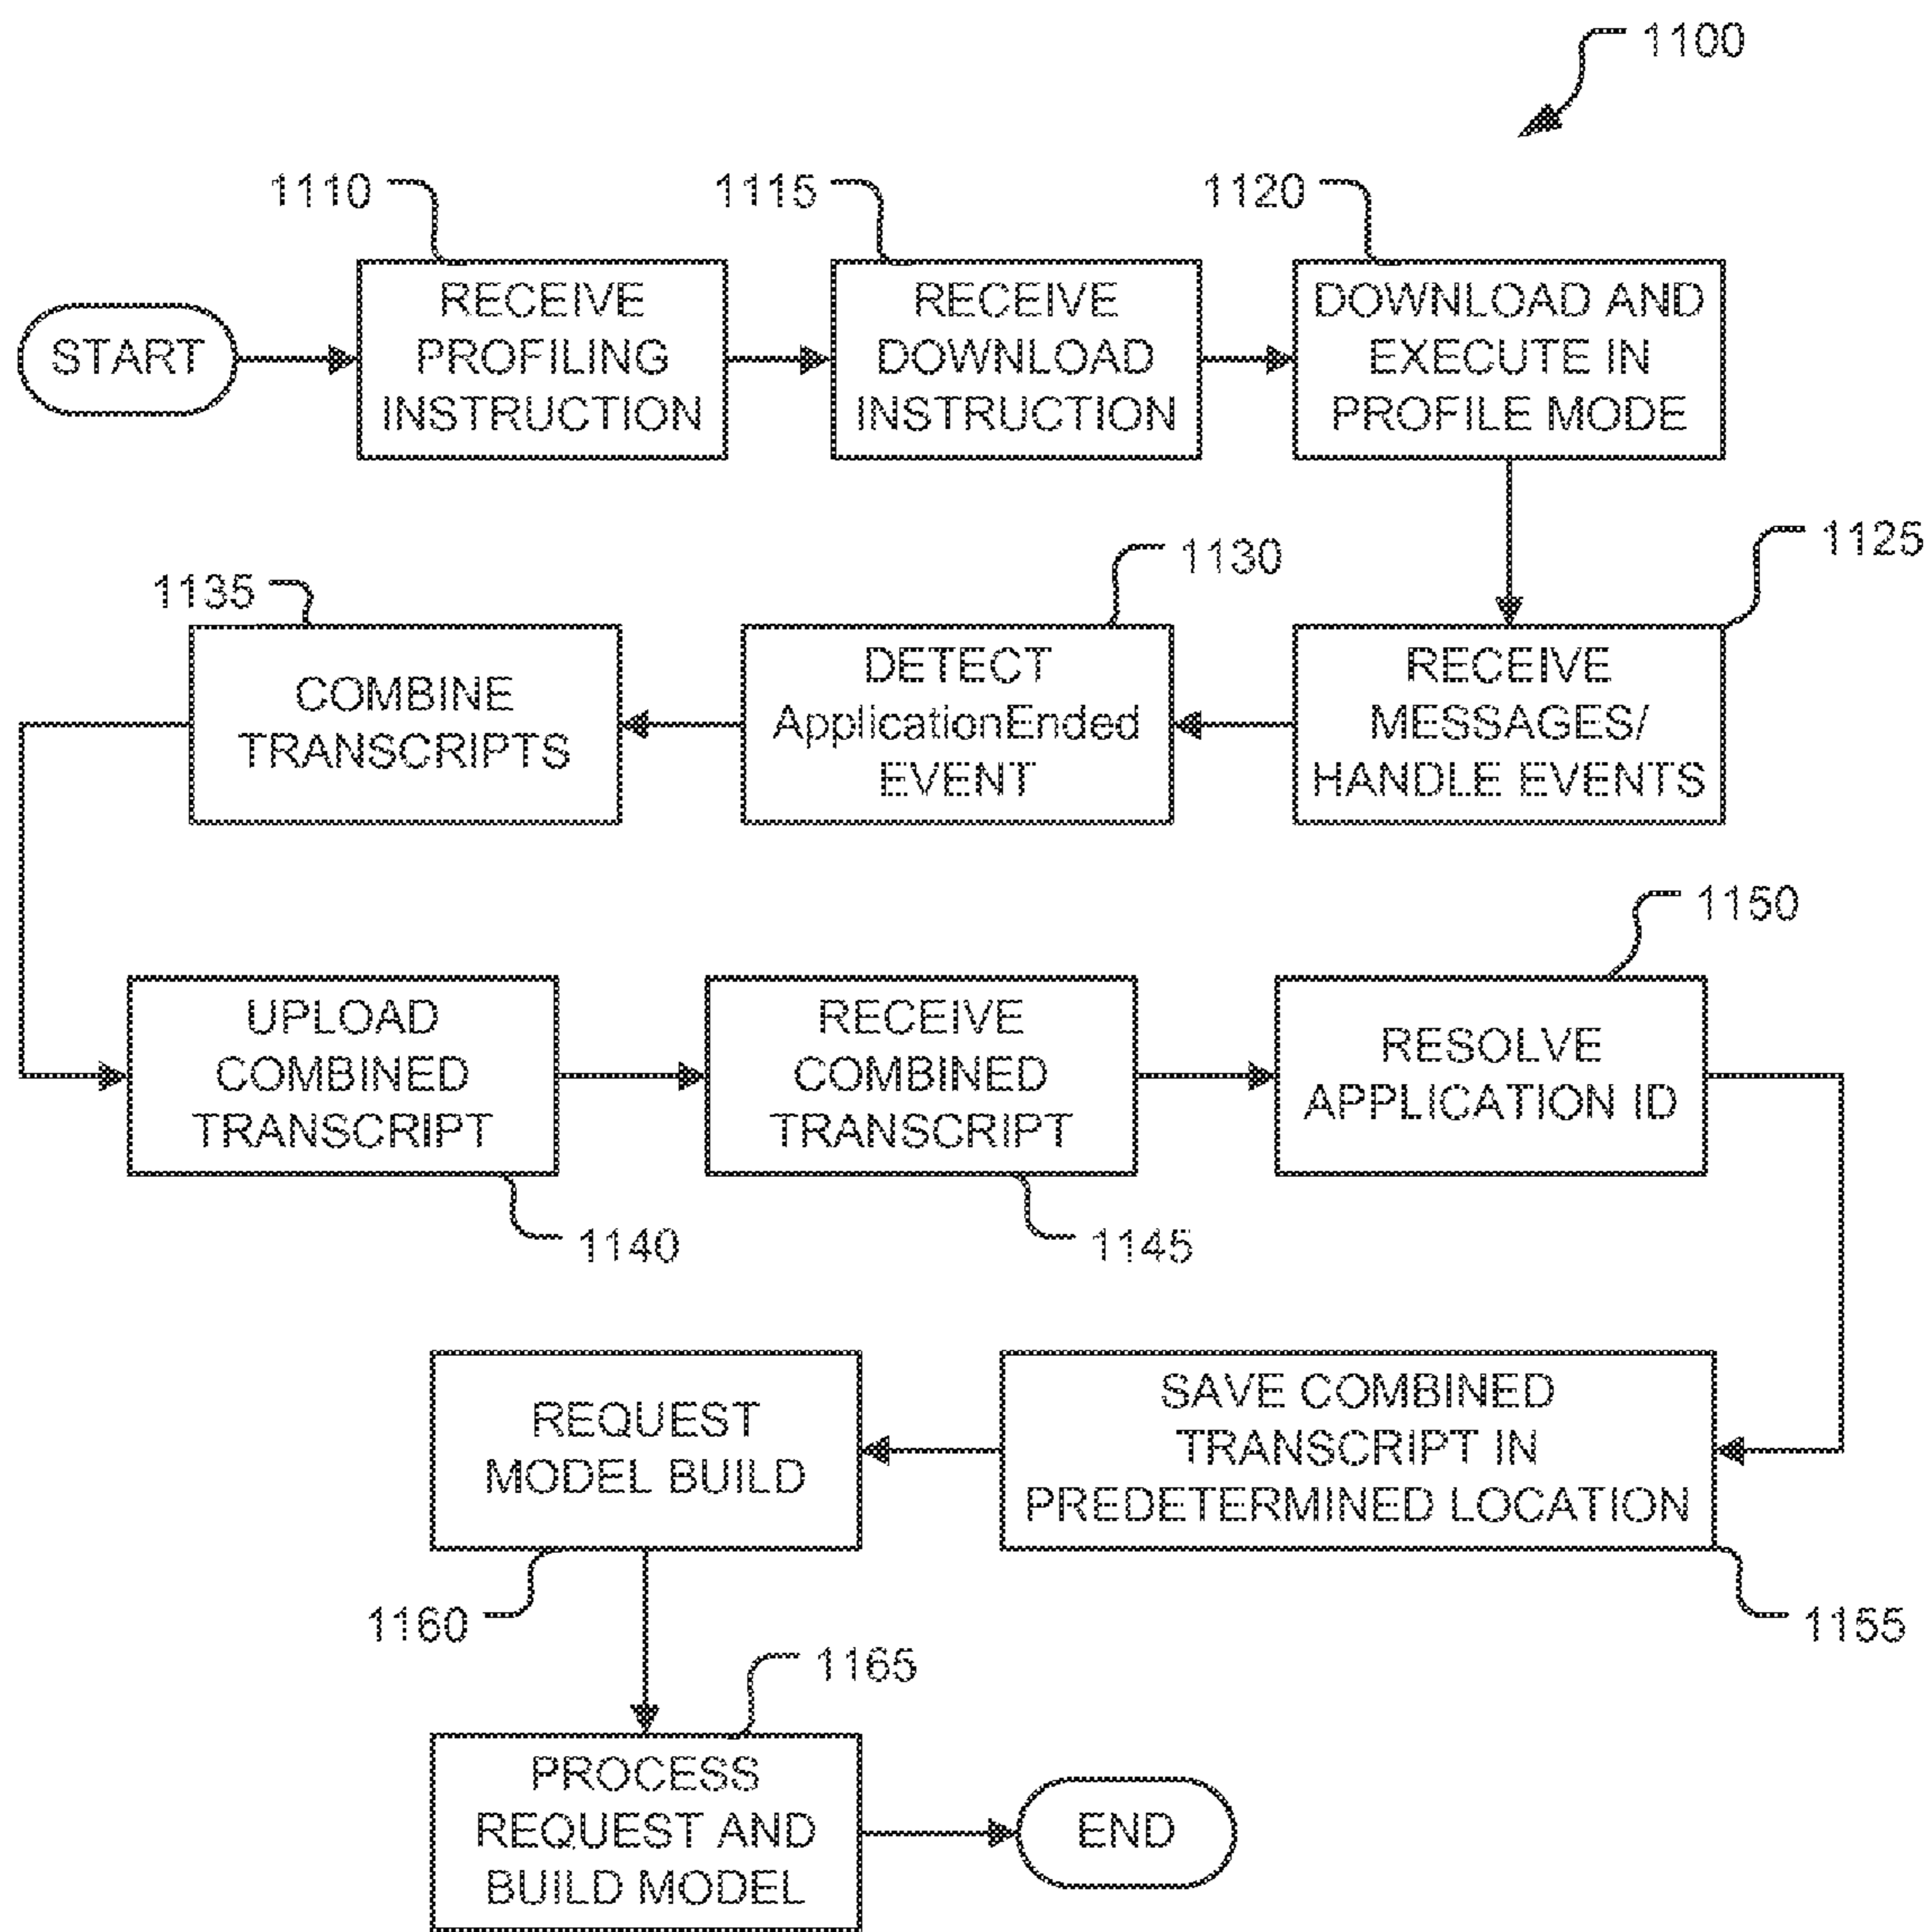 1100
1110
1115
1120
START
RECEIVE
PROFILING
INSTRUCTION
RECEIVE
DOWNLOAD
INSTRUCTION
DOWNLOAD AND
EXECUTE IN
PROFILE MODE
1125
1130
1135
RECEIVE
MESSAGES/
HANDLE EVENTS
DETECT
ApplicationEnded
EVENT
COMBINE
TRANSCRIPTS
1150
UPLOAD
COMBINED
TRANSCRIPT
RECEIVE
COMBINED
TRANSCRIPT
RESOLVE
APPLICATION ID
1140
1145
SAVE COMBINED
TRANSCRIPT IN
PREDETERMINED LOCATION
REQUEST
MODEL BUILD
1160
1155
1165
PROCESS
REQUEST AND
BUILD MODEL
END